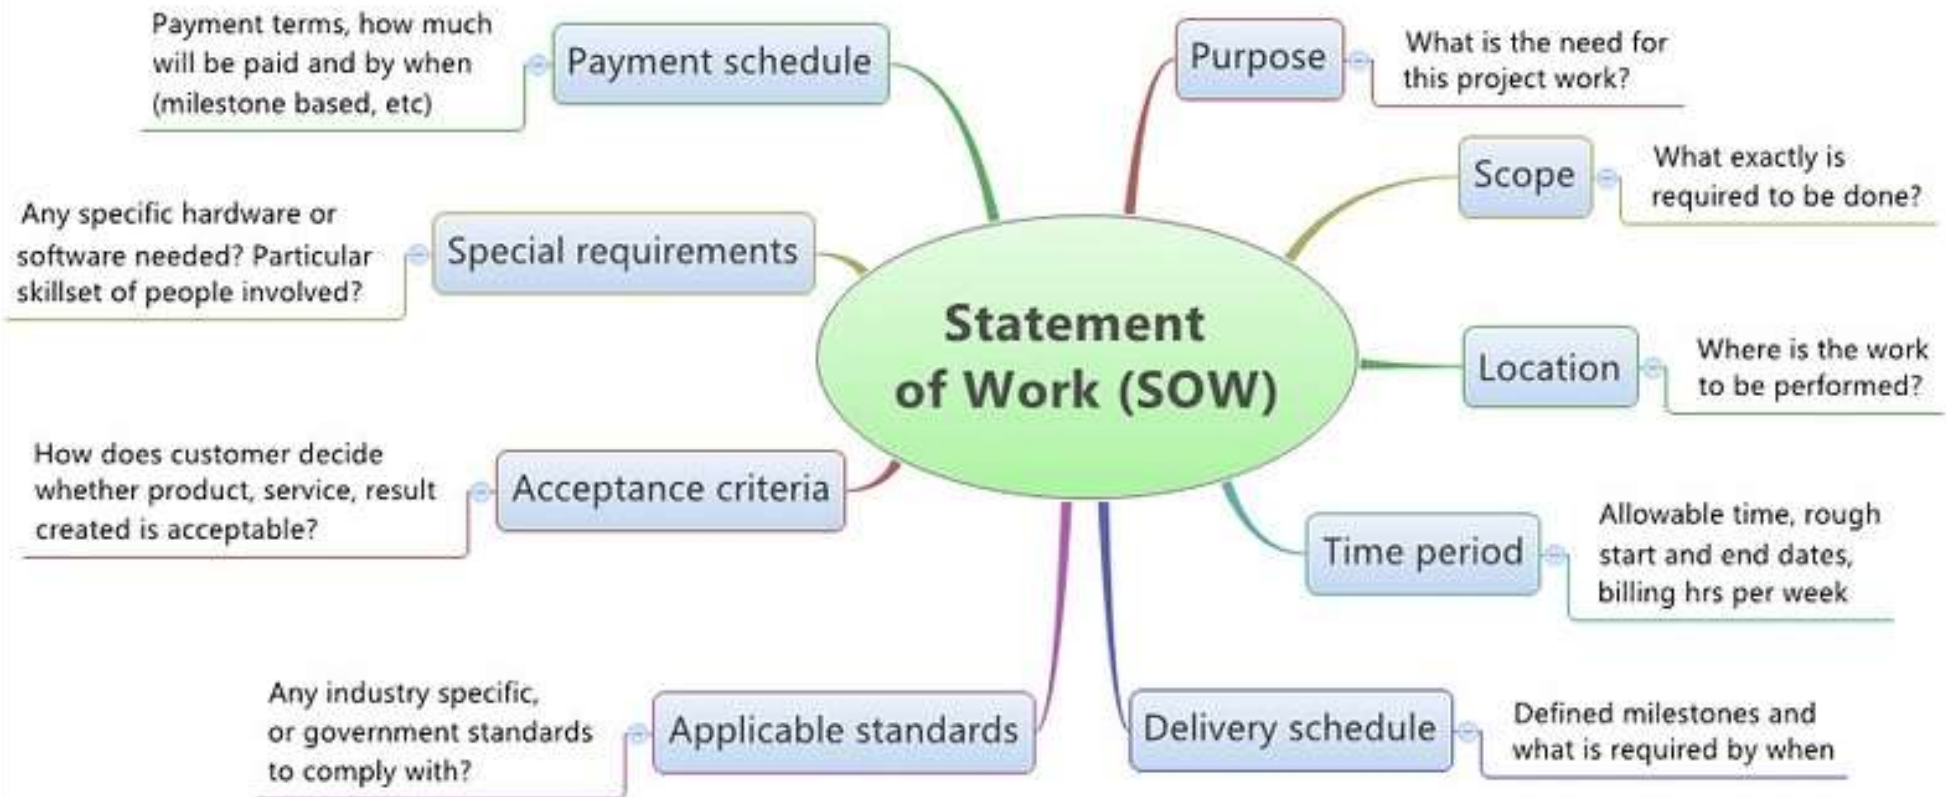 Statement
of Work (SOW)
Purpose
What is the need for
this project work?
Scope
What exactly is
required to be done?
Location
Where is the work
to be performed?
Time period
Allowable time, rough
start and end dates,
billing hrs per week
Delivery schedule
Defined milestones and
what is required by when
Applicable standards
Any industry specific,
or government standards
to comply with?
Acceptance criteria
How does customer decide
whether product, service, result
created is acceptable?
Special requirements
Any specific hardware or
software needed? Particular
skillset of people involved?
Payment schedule
Payment terms, how much
will be paid and by when
(milestone based, etc)